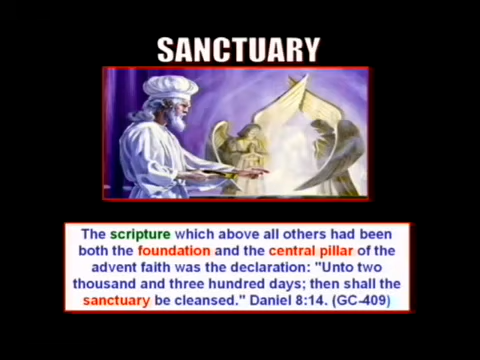 SANCTUARY
The scripture which above all others had been
both the foundation and the central pillar of the
advent faith was the declaration: "Unto two
thousand and three hundred days; then shall the
sanctuary be cleansed." Daniel 8:14. (GC-409)